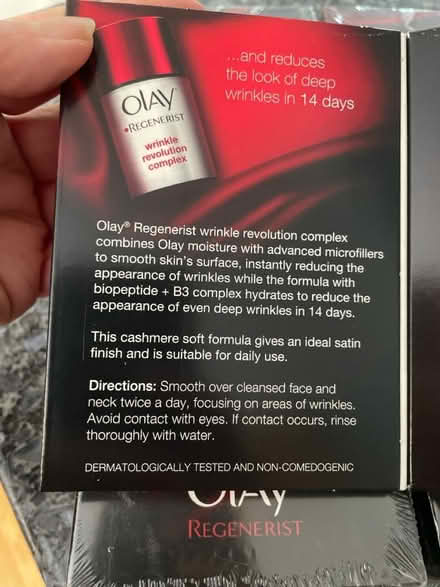 ...and reduces
the look of deep
wrinkles in 14 days
OLAY
REGENERIST
wrinkle
revolution
complex
Olay® Regenerist wrinkle revolution complex
combines Olay moisture with advanced microfillers
to smooth skin's surface, instantly reducing the
appearance of wrinkles while the formula with
biopeptide + B3 complex hydrates to reduce the
appearance of even deep wrinkles in 14 days.
This cashmere soft formula gives an ideal satin
finish and is suitable for daily use.
Directions: Smooth over cleansed face and
neck twice a day, focusing on areas of wrinkles.
Avoid contact with eyes. If contact occurs, rinse
thoroughly with water.
DERMATOLOGICALLY TESTED AND NON-COMEDOGENIC
OLAY
REGENERIST